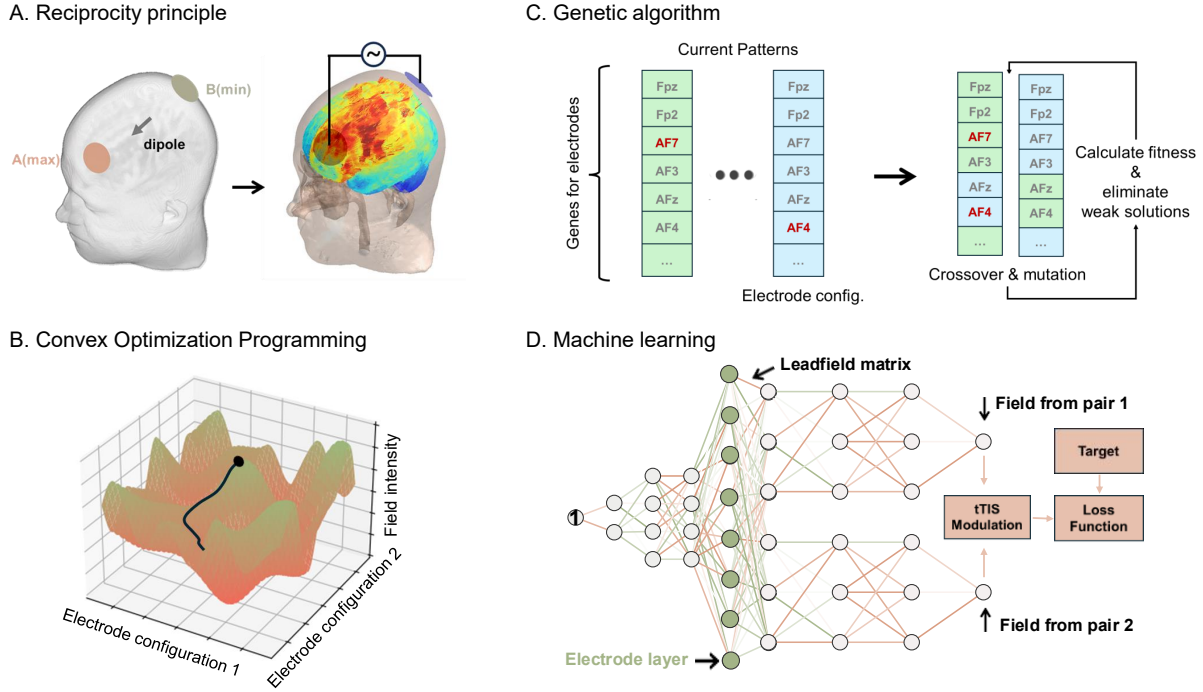 A. Reciprocity principle
B(min)
dipole
A(max)
~
B. Convex Optimization Programming
Field intensity
Electrode configuration 1
Electrode configuration 2
C. Genetic algorithm
Current Patterns
Genes for electrodes
Fpz
Fp2
AF7
AF3
AFz
AF4
...
Fpz
Fp2
AF7
AF3
AFz
AF4
...
Electrode config.
Fpz
Fp2
AF7
AF3
AFz
AF4
...
Fpz
Fp2
AF7
AF3
AFz
AF4
...
Crossover & mutation
Calculate fitness
&
eliminate
weak solutions
D. Machine learning
Leadfield matrix
1
Electrode layer
Field from pair 1
Target
tTIS
Modulation
Loss
Function
Field from pair 2